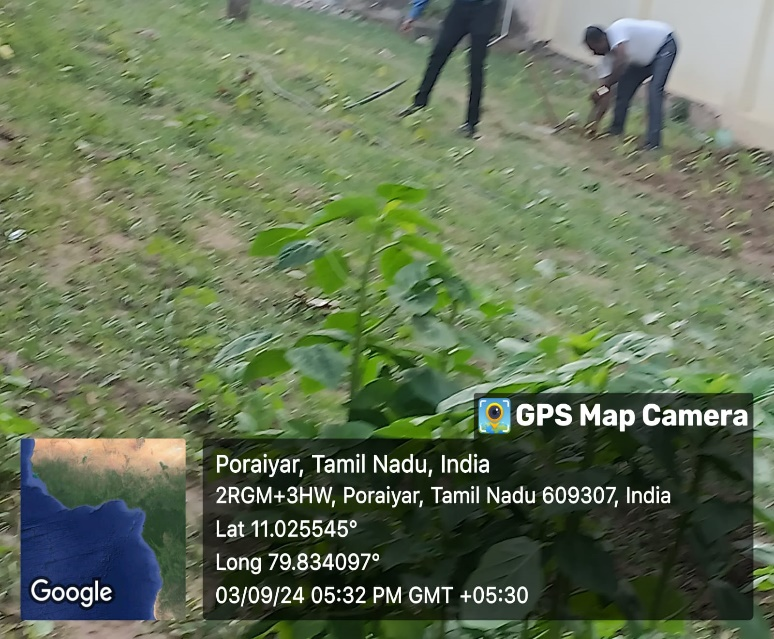 GPS Map Camera
Poraiyar, Tamil Nadu, India
2RGM+3HW, Poraiyar, Tamil Nadu 609307, India
Lat 11.025545°
Long 79.834097°
03/09/24 05:32 PM GMT +05:30
Google